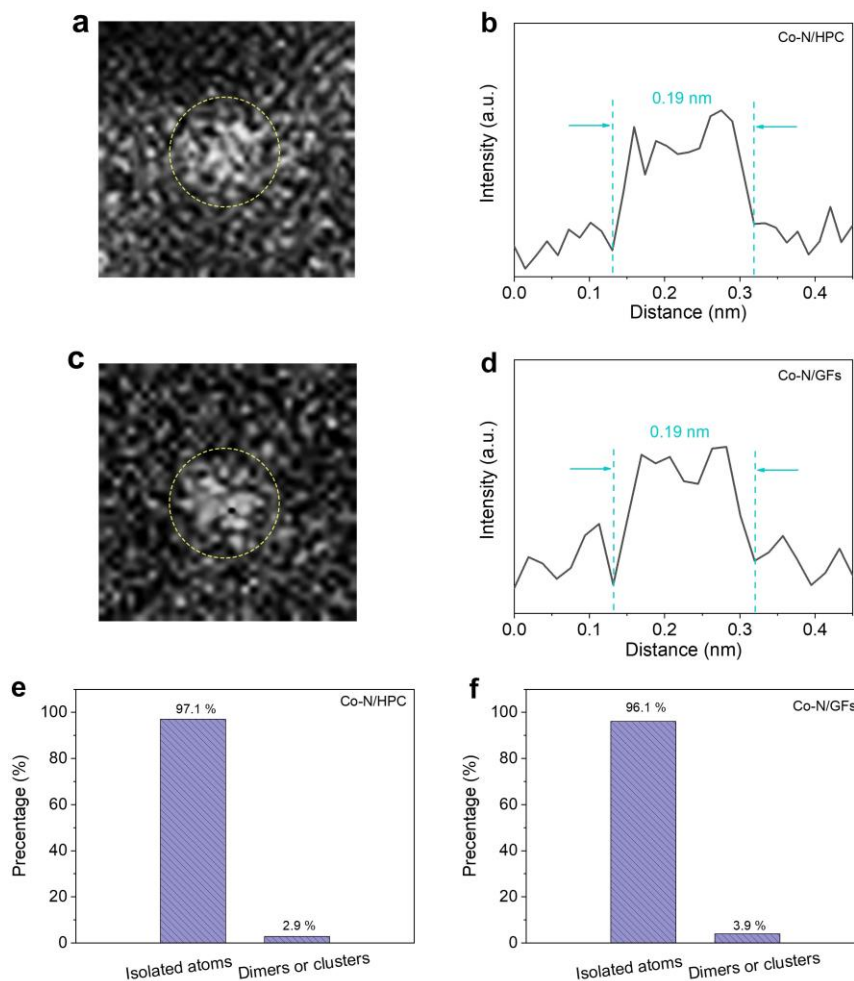 a
b
Co-N/HPC
0.19 nm
Intensity (a.u.)
0.0 0.1 0.2 0.3 0.4
Distance (nm)
c
d
Co-N/GFs
0.19 nm
Intensity (a.u.)
0.0 0.1 0.2 0.3 0.4
Distance (nm)
e
Co-N/HPC
97.1 %
2.9 %
100
80
60
40
20
0
Precentage (%)
Isolated atoms Dimers or clusters
f
Co-N/GFs
96.1 %
3.9 %
100
80
60
40
20
0
Precentage (%)
Isolated atoms Dimers or clusters